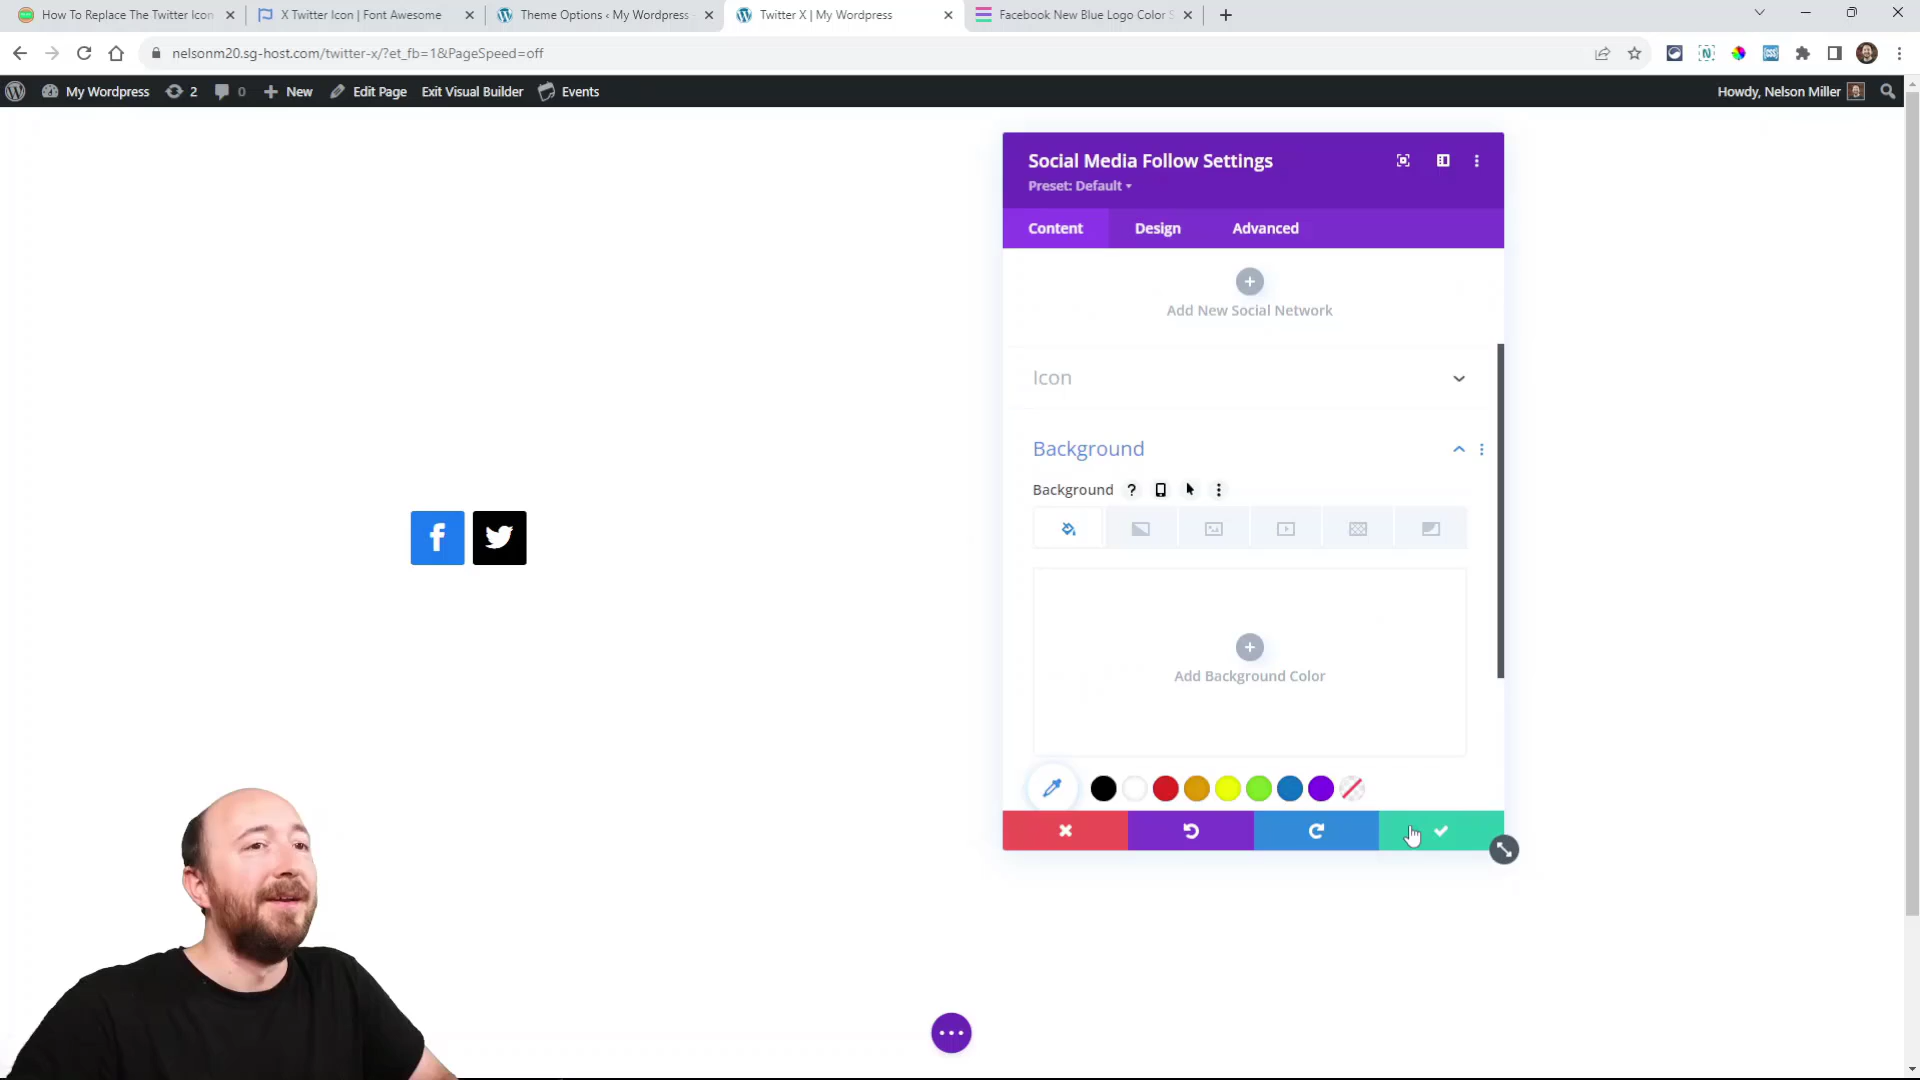 How To Replace The Twitter Icon
X Twitter Icon | Font Awesome
Theme Options ‹ My Wordpress
Twitter X | My Wordpress
Facebook New Blue Logo Color S
nelsonm20.sg-host.com/twitter-x/?et_fb=1&PageSpeed=off
My Wordpress 2 0 New Edit Page Exit Visual Builder Events Howdy, Nelson Miller
Social Media Follow Settings
Preset: Default
Content Design Advanced
Add New Social Network
Icon
Background
Background ?
Add Background Color